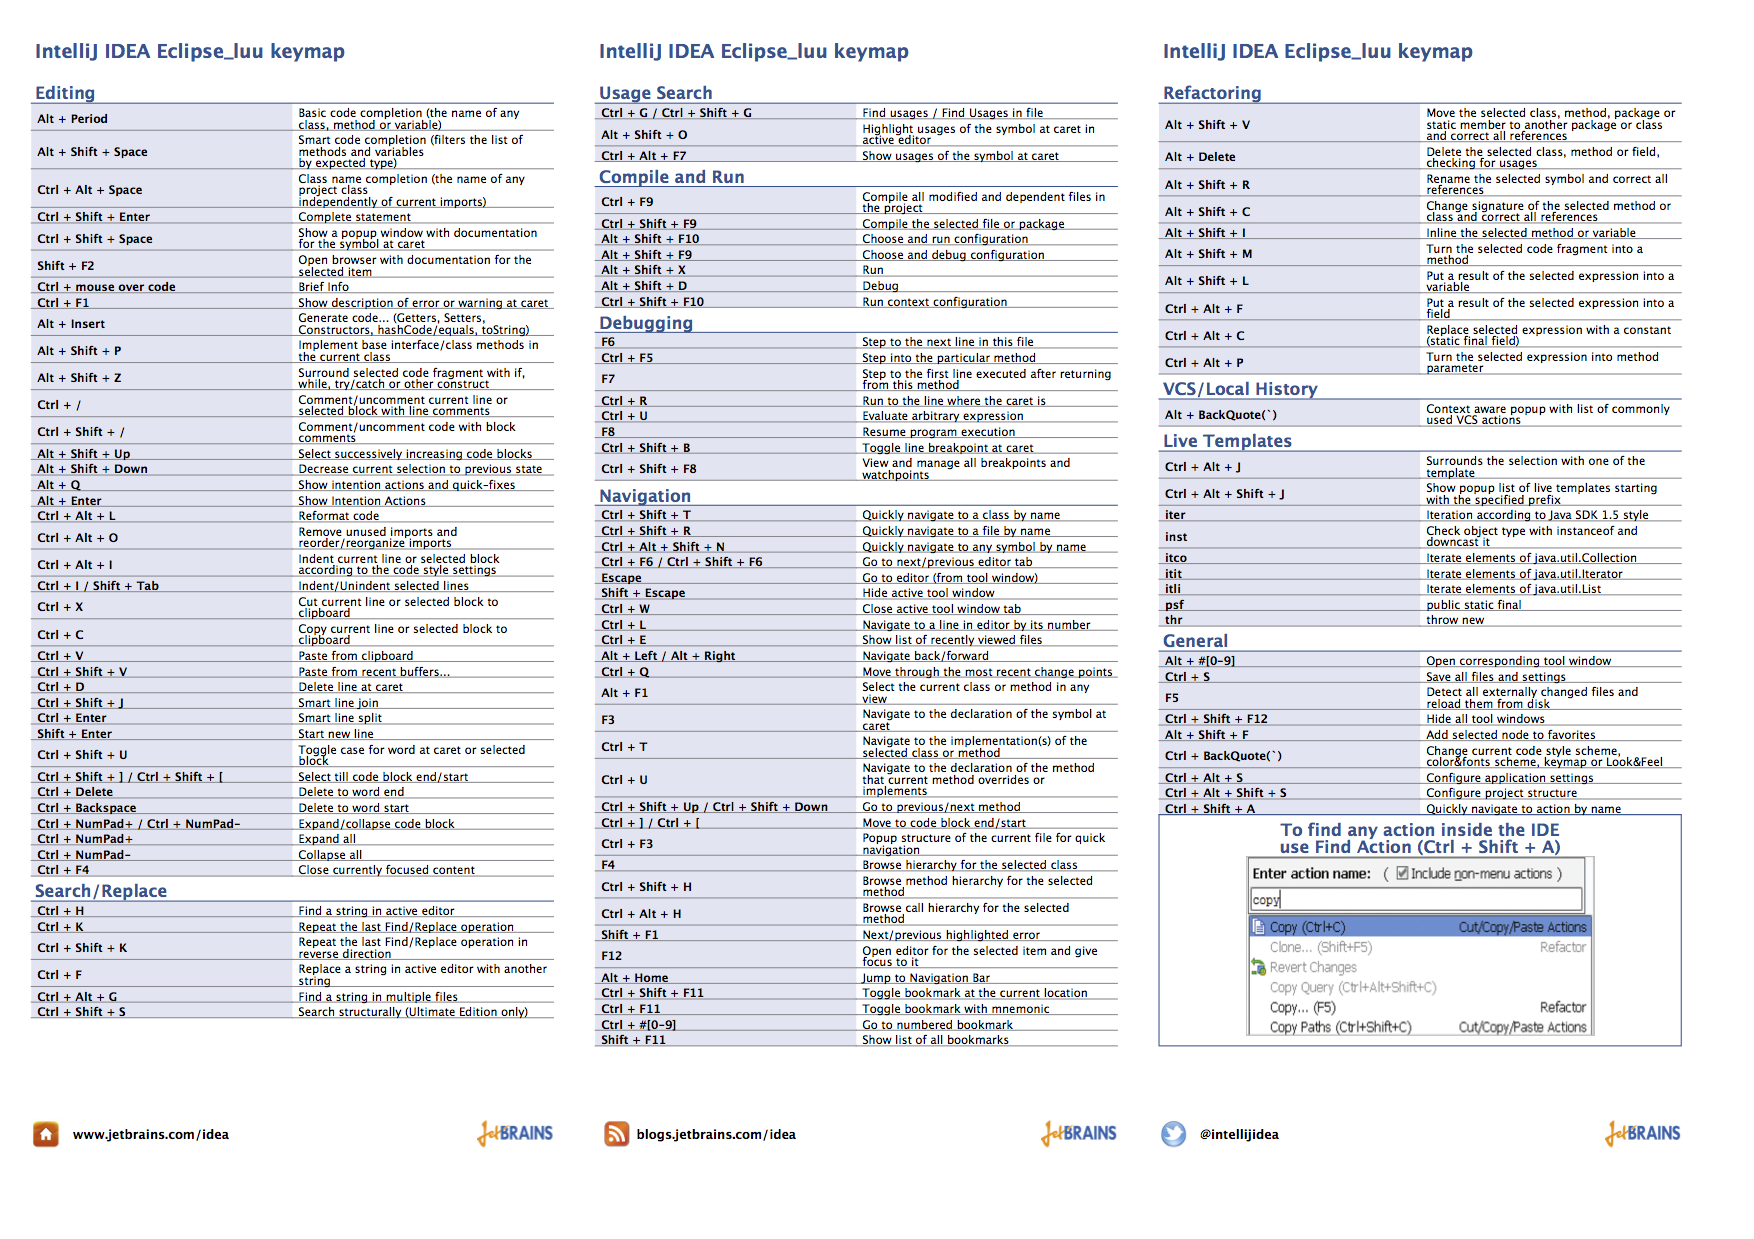 IntelliJ IDEA Eclipse_luu keymap
Editing
Alt + Period Basic code completion (the name of any
class, method or variable)
Alt + Shift + Space Smart code completion (filters the list of
methods and variables
by expected type)
Ctrl + Alt + Space Class name completion (the name of any
project class
independently of current imports)
Ctrl + Shift + Enter Complete statement
Ctrl + Shift + Space Show a popup window with documentation
for the symbol at caret
Shift + F2 Open browser with documentation for the
selected item
Ctrl + mouse over code Brief Info
Ctrl + F1 Show description of error or warning at caret
Alt + Insert Generate code... (Getters, Setters,
Constructors, hashCode/equals, toString)
Alt + Shift + P Implement base interface/class methods in
the current class
Alt + Shift + Z Surround selected code fragment with if,
while, try/catch or other construct
Ctrl + / Comment/uncomment current line or
selected block with line comments
Ctrl + Shift + / Comment/uncomment code with block
comments
Alt + Shift + Up Select successively increasing code blocks
Alt + Shift + Down Decrease current selection to previous state
Alt + Q Show intention actions and quick-fixes
Alt + Enter Show Intention Actions
Ctrl + Alt + L Reformat code
Ctrl + Alt + O Remove unused imports and
reorder/reorganize imports
Ctrl + Alt + I Indent current line or selected block
according to the code style settings
Ctrl + I / Shift + Tab Indent/Unindent selected lines
Ctrl + X Cut current line or selected block to
clipboard
Ctrl + C Copy current line or selected block to
clipboard
Ctrl + V Paste from clipboard
Ctrl + Shift + V Paste from recent buffers...
Ctrl + D Delete line at caret
Ctrl + Shift + J Smart line join
Ctrl + Enter Smart line split
Shift + Enter Start new line
Ctrl + Shift + U Toggle case for word at caret or selected
block
Ctrl + Shift + ] / Ctrl + Shift + [ Select till code block end/start
Ctrl + Delete Delete to word end
Ctrl + Backspace Delete to word start
Ctrl + NumPad+ / Ctrl + NumPad- Expand/collapse code block
Ctrl + NumPad+ Expand all
Ctrl + NumPad- Collapse all
Ctrl + F4 Close currently focused content
Search/Replace
Ctrl + H Find a string in active editor
Ctrl + K Repeat the last Find/Replace operation
Ctrl + Shift + K Repeat the last Find/Replace operation in
reverse direction
Ctrl + F Replace a string in active editor with another
string
Ctrl + Alt + G Find a string in multiple files
Ctrl + Shift + S Search structurally (Ultimate Edition only)
www.jetbrains.com/idea JetBRAINS
IntelliJ IDEA Eclipse_luu keymap
Usage Search
Ctrl + G / Ctrl + Shift + G Find usages / Find Usages in file
Alt + Shift + O Highlight usages of the symbol at caret in
active editor
Ctrl + Alt + F7 Show usages of the symbol at caret
Compile and Run
Ctrl + F9 Compile all modified and dependent files in
the project
Ctrl + Shift + F9 Compile the selected file or package
Alt + Shift + F10 Choose and run configuration
Alt + Shift + F9 Choose and debug configuration
Alt + Shift + X Run
Alt + Shift + D Debug
Ctrl + Shift + F10 Run context configuration
Debugging
F6 Step to the next line in this file
Ctrl + F5 Step into the particular method
F7 Step to the first line executed after returning
from this method
Ctrl + R Run to the line where the caret is
Ctrl + U Evaluate arbitrary expression
F8 Resume program execution
Ctrl + Shift + B Toggle line breakpoint at caret
Ctrl + Shift + F8 View and manage all breakpoints and
watchpoints
Navigation
Ctrl + Shift + T Quickly navigate to a class by name
Ctrl + Shift + R Quickly navigate to a file by name
Ctrl + Alt + Shift + N Quickly navigate to any symbol by name
Ctrl + F6 / Ctrl + Shift + F6 Go to next/previous editor tab
Escape Go to editor (from tool window)
Shift + Escape Hide active tool window
Ctrl + W Close active tool window tab
Ctrl + L Navigate to a line in editor by its number
Ctrl + E Show list of recently viewed files
Alt + Left / Alt + Right Navigate back/forward
Ctrl + Q Move through the most recent change points
Alt + F1 Select the current class or method in any
view
F3 Navigate to the declaration of the symbol at
caret
Ctrl + T Navigate to the implementation(s) of the
selected class or method
Ctrl + U Navigate to the declaration of the method
that current method overrides or
implements
Ctrl + Shift + Up / Ctrl + Shift + Down Go to previous/next method
Ctrl + ] / Ctrl + [ Move to code block end/start
Ctrl + F3 Popup structure of the current file for quick
navigation
F4 Browse hierarchy for the selected class
Ctrl + Shift + H Browse method hierarchy for the selected
method
Ctrl + Alt + H Browse call hierarchy for the selected
method
Shift + F1 Next/previous highlighted error
F12 Open editor for the selected item and give
focus to it
Alt + Home Jump to Navigation Bar
Ctrl + Shift + F11 Toggle bookmark at the current location
Ctrl + F11 Toggle bookmark with mnemonic
Ctrl + #[0-9] Go to numbered bookmark
Shift + F11 Show list of all bookmarks
blogs.jetbrains.com/idea JetBRAINS
IntelliJ IDEA Eclipse_luu keymap
Refactoring
Alt + Shift + V Move the selected class, method, package or
static member to another package or class
and correct all references
Alt + Delete Delete the selected class, method or field,
checking for usages
Alt + Shift + R Rename the selected symbol and correct all
references
Alt + Shift + C Change signature of the selected method or
class and correct all references
Alt + Shift + I Inline the selected method or variable
Alt + Shift + M Turn the selected code fragment into a
method
Alt + Shift + L Put a result of the selected expression into a
variable
Ctrl + Alt + F Put a result of the selected expression into a
field
Ctrl + Alt + C Replace selected expression with a constant
(static final field)
Ctrl + Alt + P Turn the selected expression into method
parameter
VCS/Local History
Alt + BackQuote(`) Context aware popup with list of commonly
used VCS actions
Live Templates
Ctrl + Alt + J Surrounds the selection with one of the
template
Ctrl + Alt + Shift + J Show popup list of live templates starting
with the specified prefix
iter Iteration according to Java SDK 1.5 style
inst Check object type with instanceof and
downcast it
itco Iterate elements of java.util.Collection
itit Iterate elements of java.util.Iterator
itli Iterate elements of java.util.List
psf public static final
thr throw new
General
Alt + #[0-9] Open corresponding tool window
Ctrl + S Save all files and settings
F5 Detect all externally changed files and
reload them from disk
Ctrl + Shift + F12 Hide all tool windows
Alt + Shift + F Add selected node to favorites
Ctrl + BackQuote(`) Change current code style scheme,
color&fonts scheme, keymap or Look&Feel
Ctrl + Alt + S Configure application settings
Ctrl + Alt + Shift + S Configure project structure
Ctrl + Shift + A Quickly navigate to action by name
To find any action inside the IDE
use Find Action (Ctrl + Shift + A)
Enter action name: ( Include non-menu actions )
copy
Copy (Ctrl+C) Cut/Copy/Paste Actions
Clone... (Shift+F5) Refactor
Revert Changes
Copy Query (Ctrl+Alt+Shift+C)
Copy... (F5) Refactor
Copy Paths (Ctrl+Shift+C) Cut/Copy/Paste Actions
@intellijidea JetBRAINS